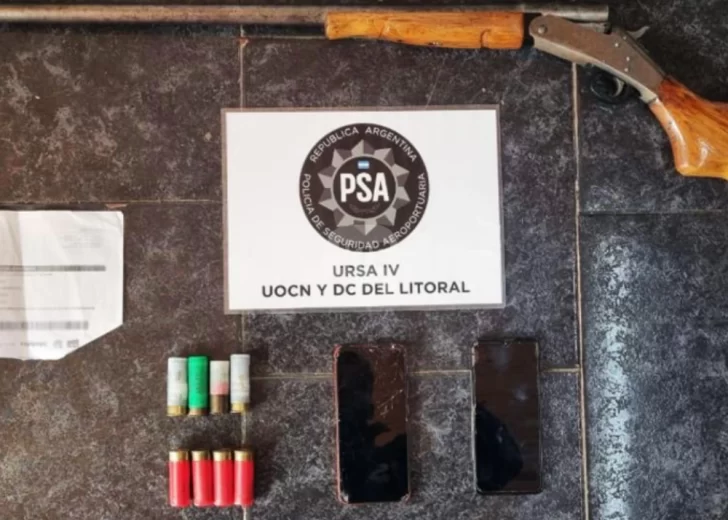 REPUBLICA ARGENTINA
PSA
POLICIA DE SEGURIDAD AEROPORTUARIA
URSA IV
UOCN Y DC DEL LITORAL